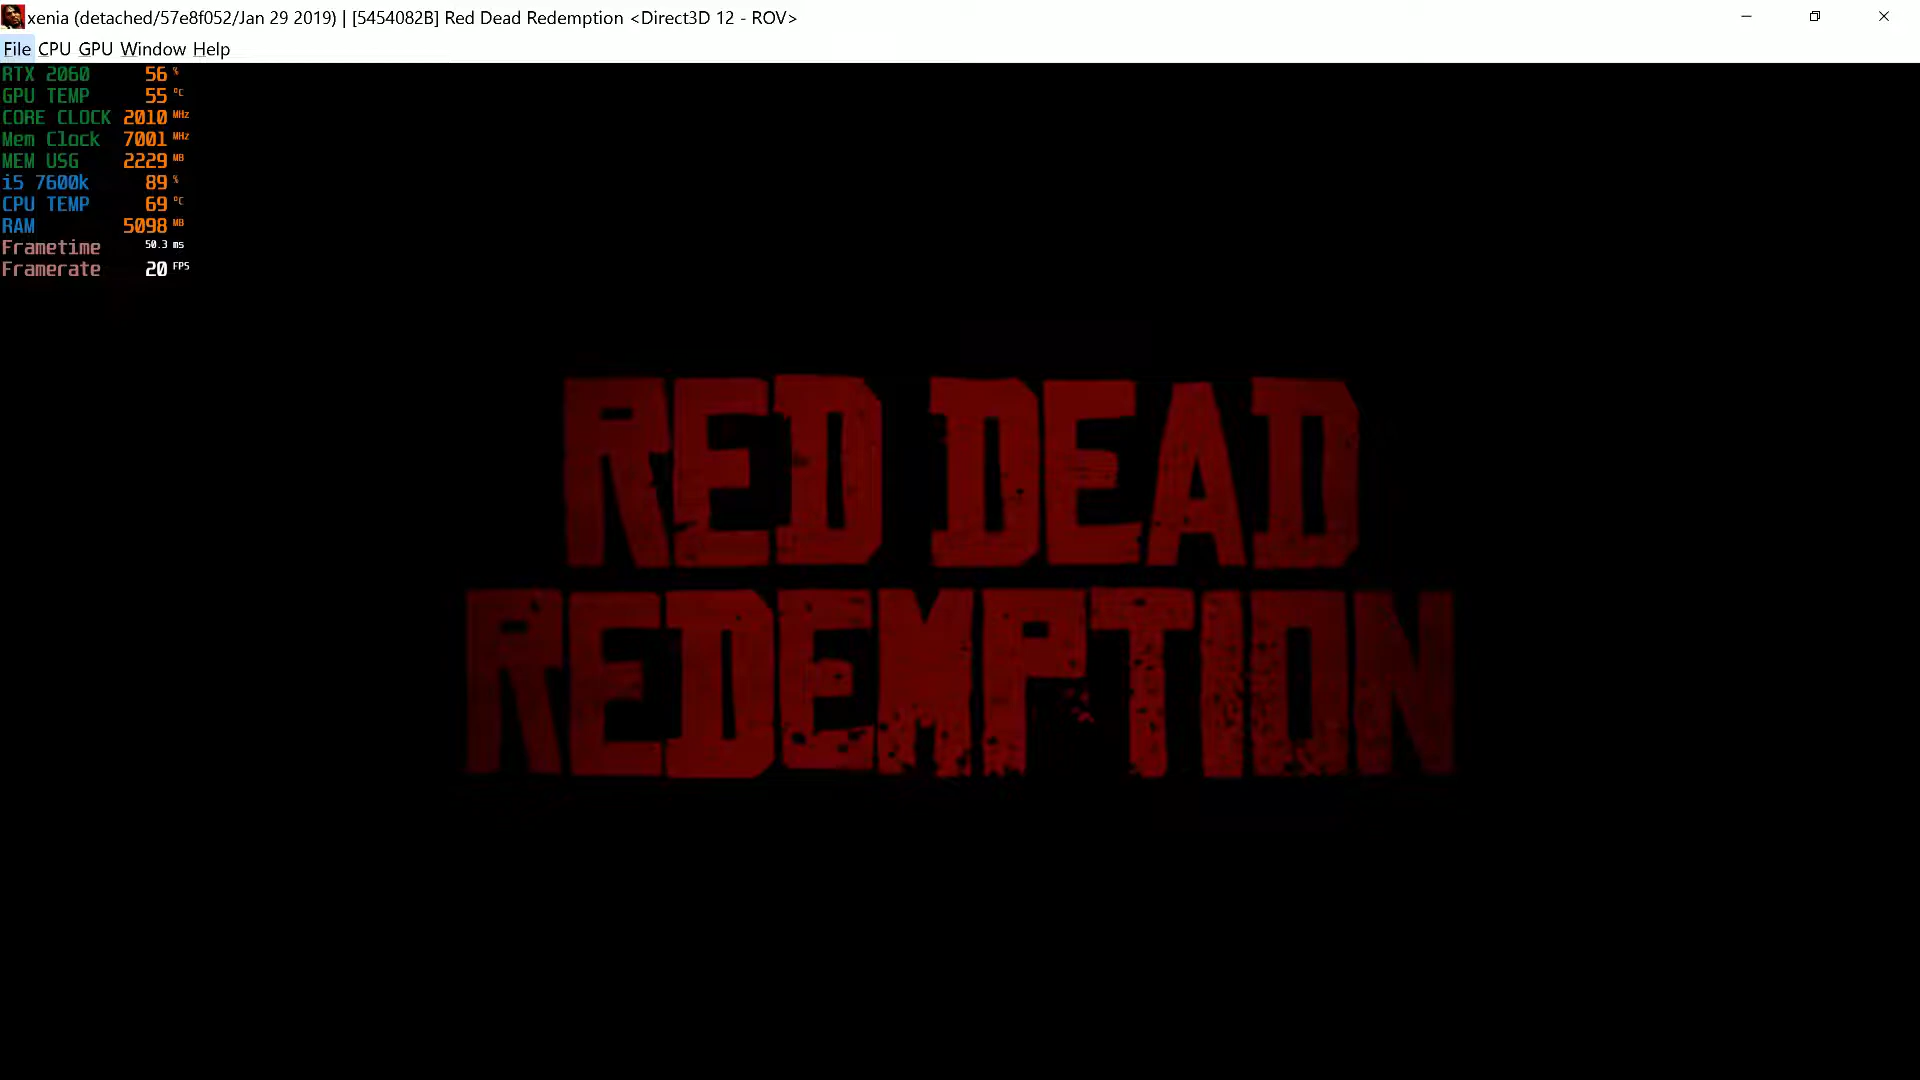 xenia (detached/57e8f052/Jan 29 2019) | [5454082B] Red Dead Redemption <Direct3D 12 - ROV>
File CPU GPU Window Help
RTX 2060 56 %
GPU TEMP 55 °C
CORE CLOCK 2010 MHz
Mem Clock 7001 MHz
MEM USG 2229 MB
i5 7600k 89 %
CPU TEMP 69 °C
RAM 5098 MB
Frametime 50.3 ms
Framerate 20 FPS
RED DEAD
REDEMPTION